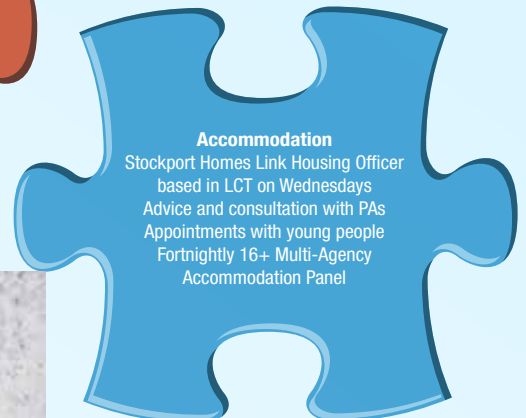 Accommodation
Stockport Homes Link Housing Officer
based in LCT on Wednesdays
Advice and consultation with PAs
Appointments with young people
Fortnightly 16+ Multi-Agency
Accommodation Panel